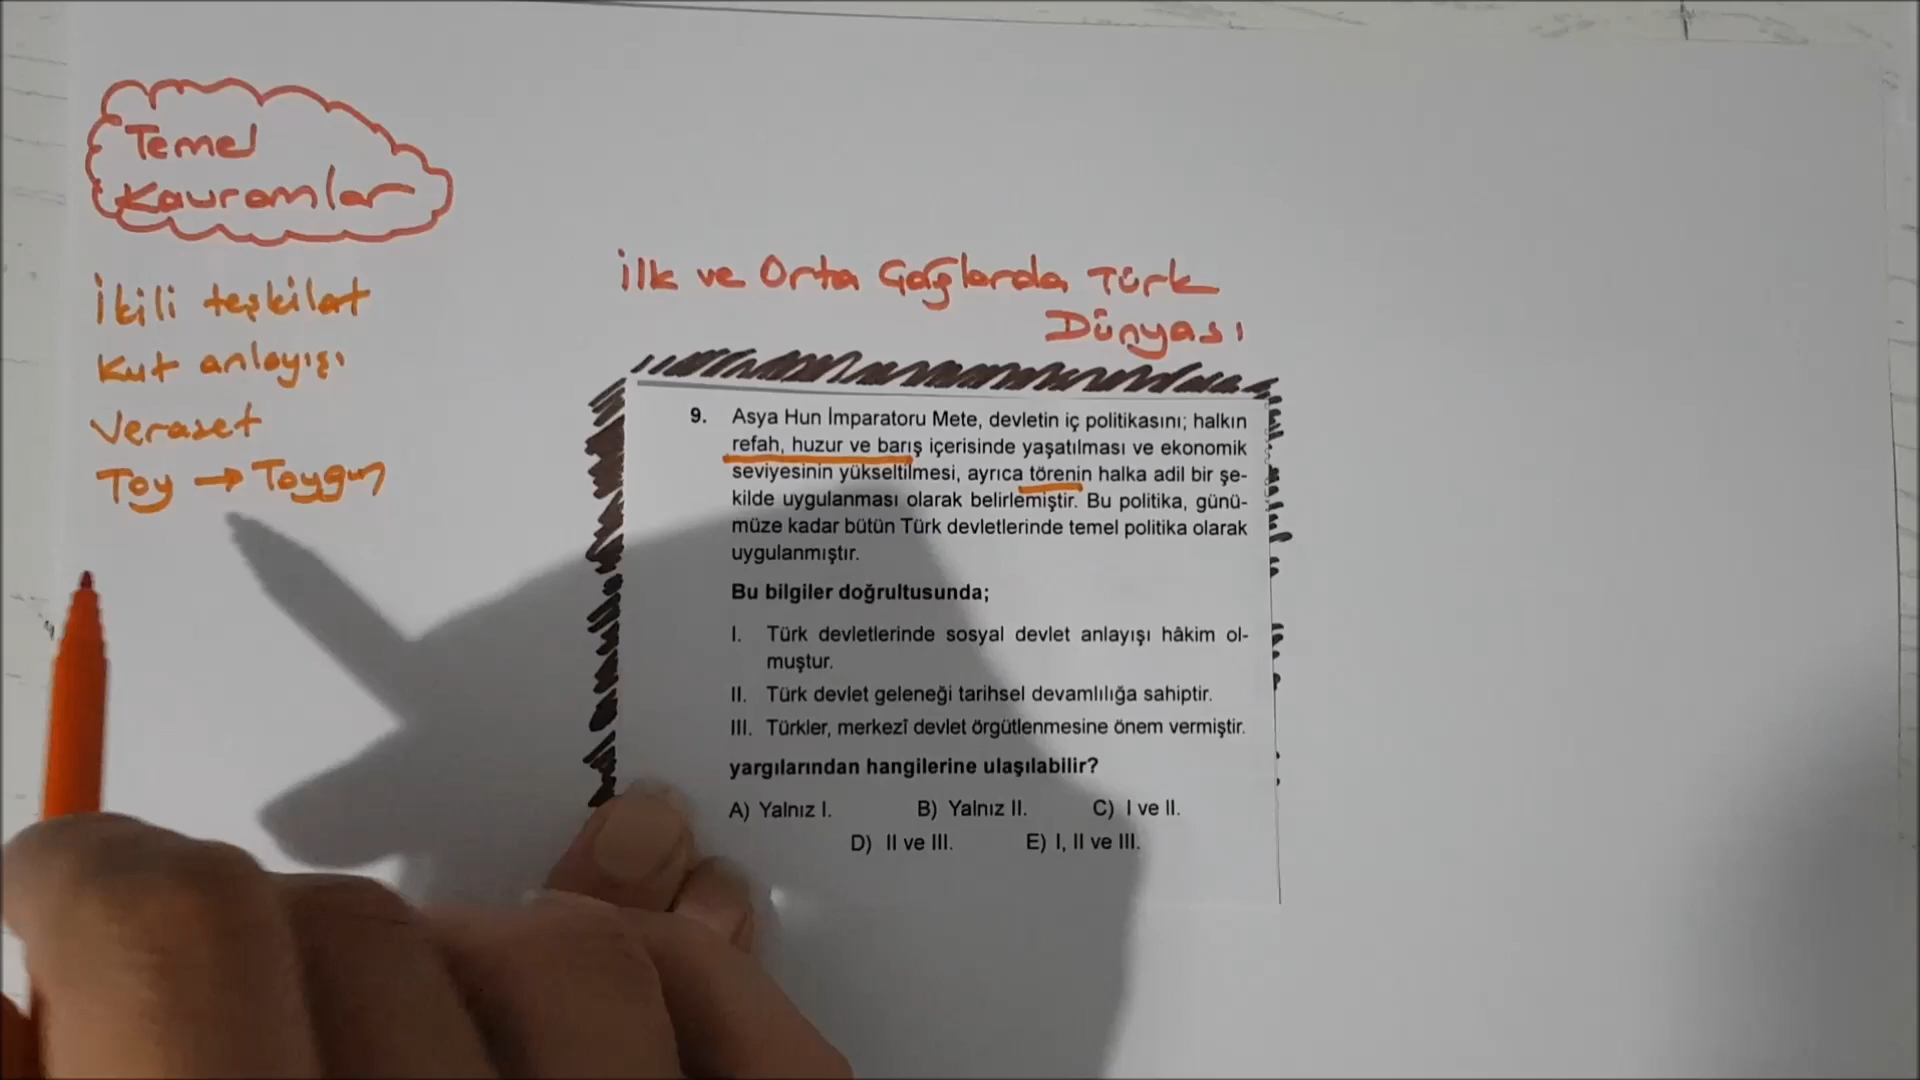 Temel
Kavramlar
İkili teşkilat
Kut anlayışı
Veraset
Toy → Toygun
İlk ve Orta Çağlarda Türk
Dünyası
9. Asya Hun İmparatoru Mete, devletin iç politikasını; halkın
refah, huzur ve barış içerisinde yaşatılması ve ekonomik
seviyesinin yükseltilmesi, ayrıca törenin halka adil bir şe-
kilde uygulanması olarak belirlemiştir. Bu politika, günü-
müze kadar bütün Türk devletlerinde temel politika olarak
uygulanmıştır.
Bu bilgiler doğrultusunda;
I. Türk devletlerinde sosyal devlet anlayışı hâkim ol-
muştur.
II. Türk devlet geleneği tarihsel devamlılığa sahiptir.
III. Türkler, merkezî devlet örgütlenmesine önem vermiştir.
yargılarından hangilerine ulaşılabilir?
A) Yalnız I. B) Yalnız II. C) I ve II.
D) II ve III. E) I, II ve III.